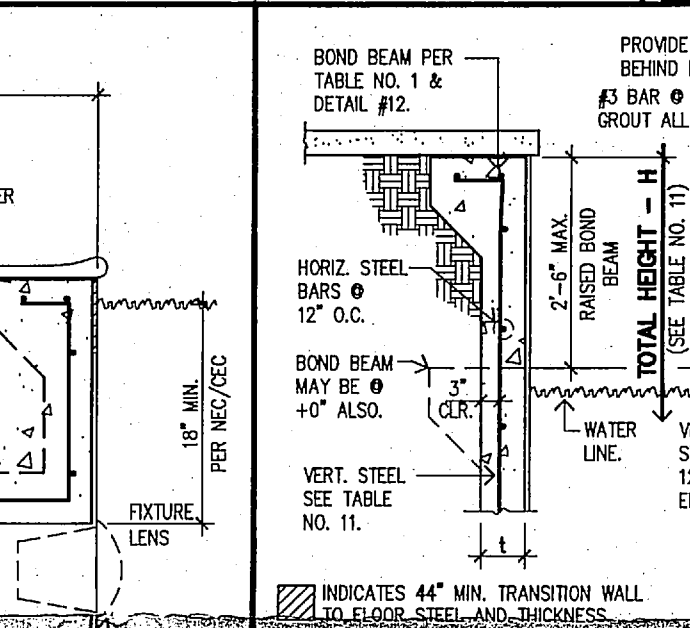 ER
18" MIN.
PER NEC/CEC
FIXTURE
LENS
BOND BEAM PER
TABLE NO. 1 &
DETAIL #12.
HORIZ. STEEL
BARS @
12" O.C.
BOND BEAM
MAY BE @
+0" ALSO.
3"
CLR.
VERT. STEEL
SEE TABLE
NO. 11.
t
2'-6" MAX.
RAISED BOND
BEAM
PROVIDE
BEHIND
#3 BAR @
GROUT ALL
TOTAL HEIGHT - H
(SEE TABLE NO. 11)
WATER
LINE.
V
S
12
E
INDICATES 44" MIN. TRANSITION WALL
TO FLOOR STEEL AND THICKNESS